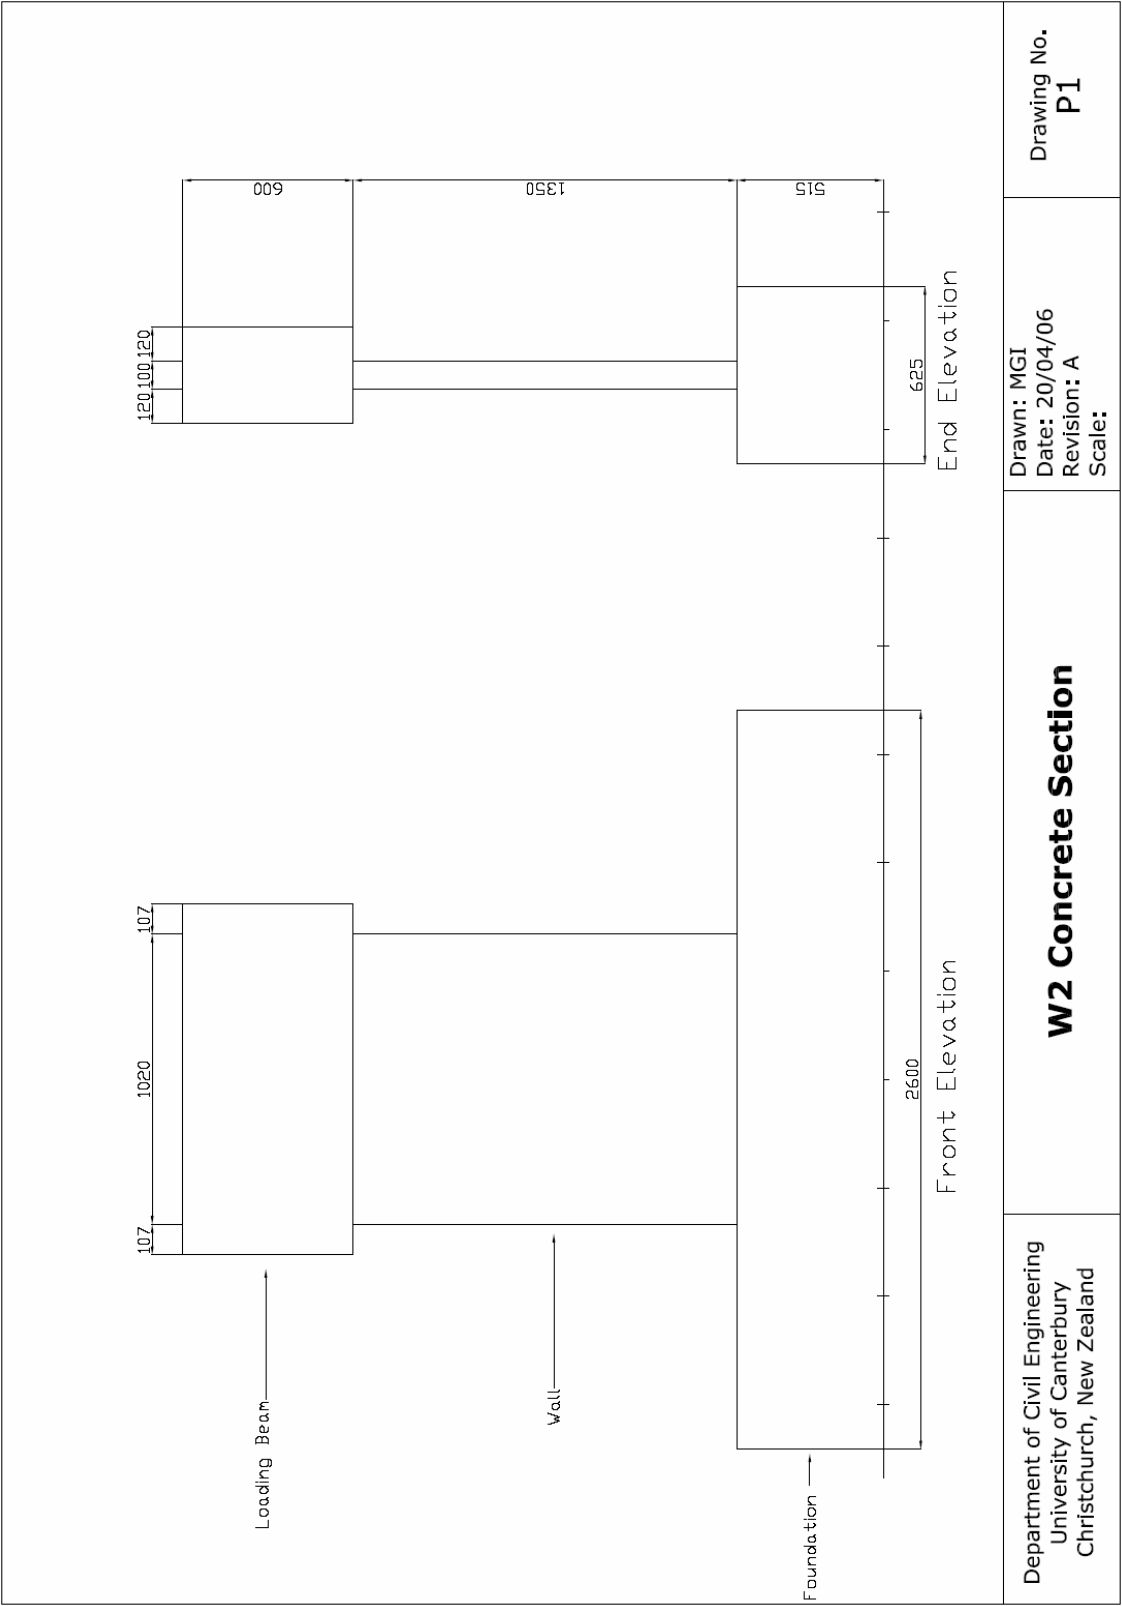 107
1020
107
120
100
120
600
1350
515
Loading Beam
Wall
Foundation
2600
625
Front Elevation
End Elevation
Department of Civil Engineering
University of Canterbury
Christchurch, New Zealand
W2 Concrete Section
Drawn: MGI
Date: 20/04/06
Revision: A
Scale:
Drawing No.
P1